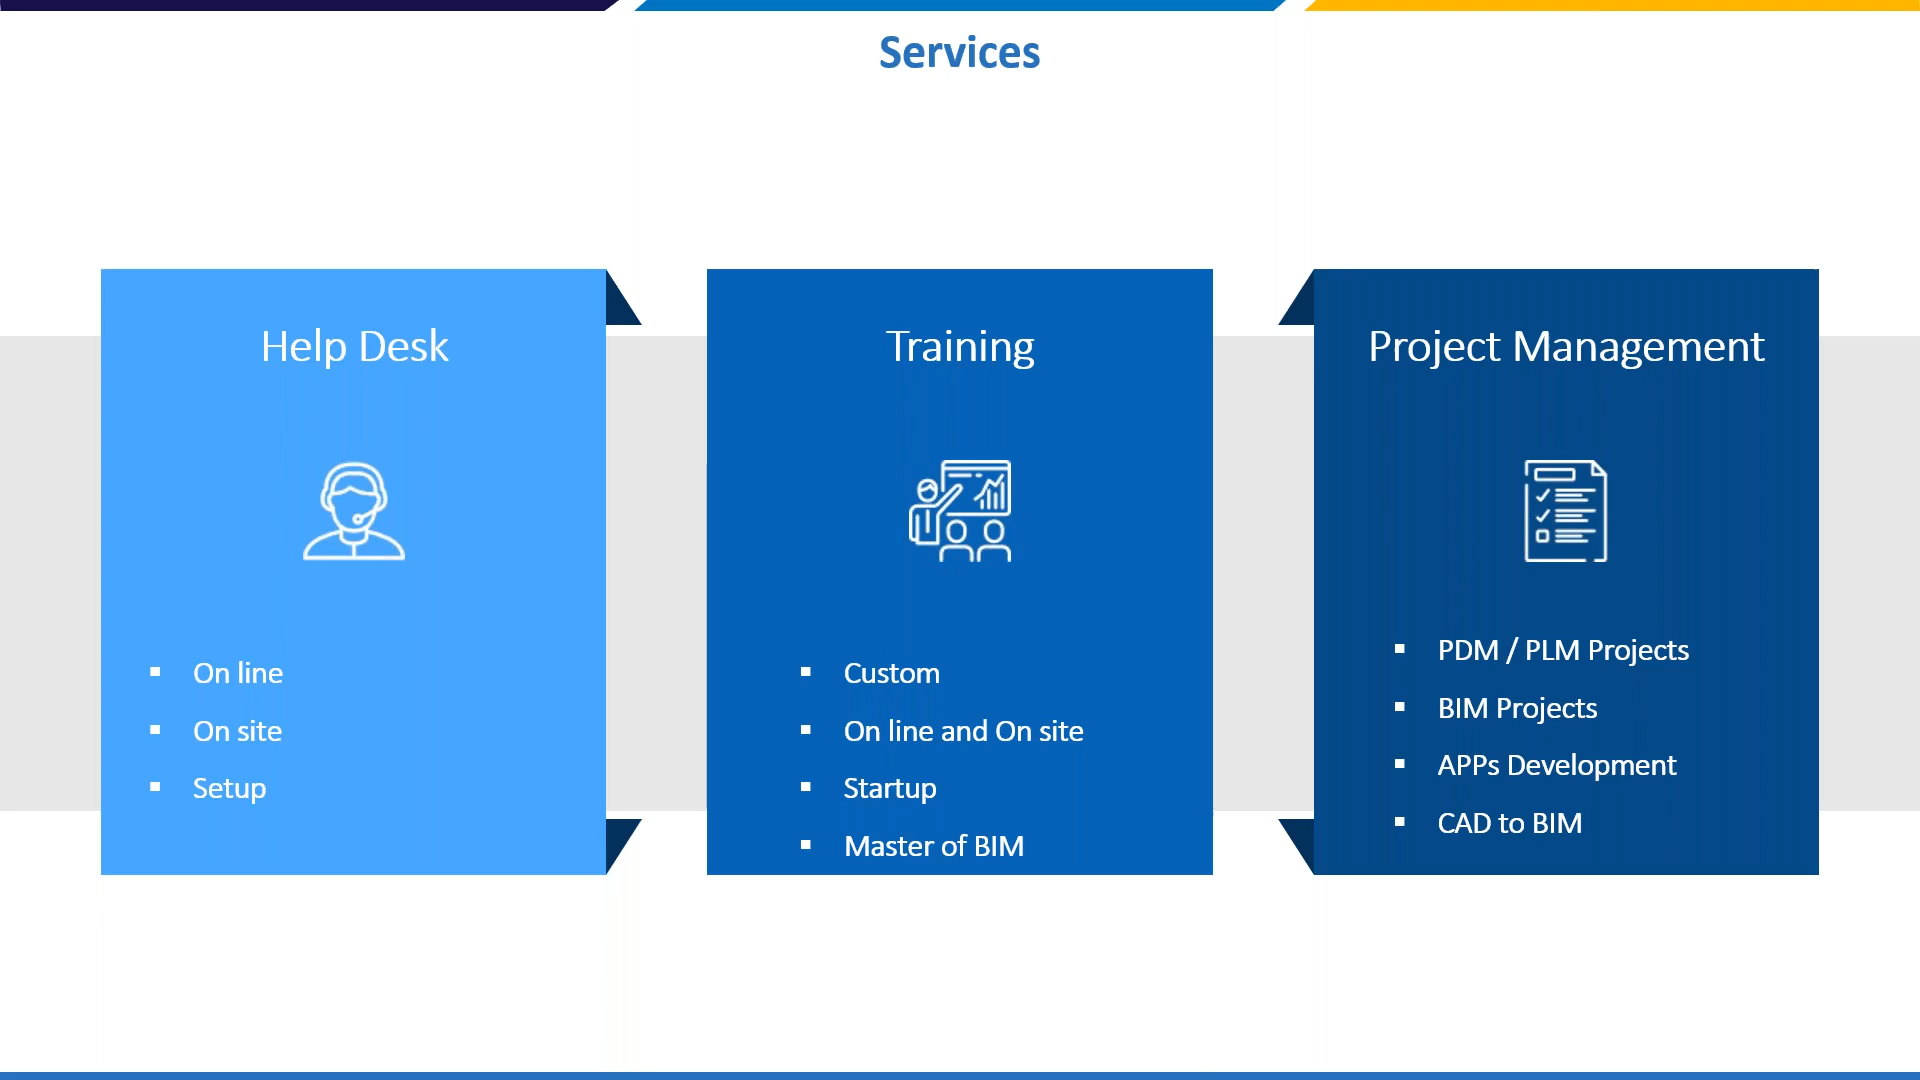 Services
Help Desk
On line
On site
Setup
Training
Custom
On line and On site
Startup
Master of BIM
Project Management
PDM / PLM Projects
BIM Projects
APPs Development
CAD to BIM